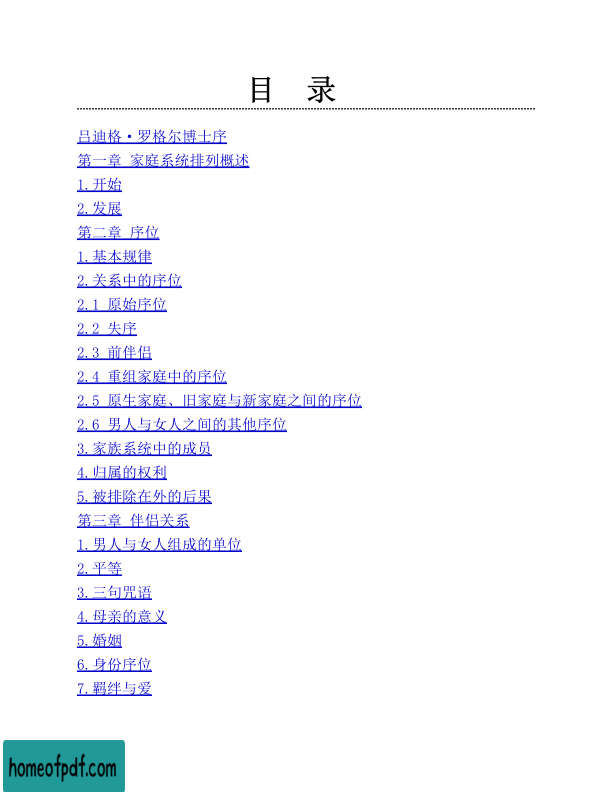 目 录
吕迪格·罗格尔博士序
第一章 家庭系统排列概述
1.开始
2.发展
第二章 序位
1.基本规律
2.关系中的序位
2.1 原始序位
2.2 失序
2.3 前伴侣
2.4 重组家庭中的序位
2.5 原生家庭、旧家庭与新家庭之间的序位
2.6 男人与女人之间的其他序位
3.家族系统中的成员
4.归属的权利
5.被排除在外的后果
第三章 伴侣关系
1.男人与女人组成的单位
2.平等
3.三句咒语
4.母亲的意义
5.婚姻
6.身份序位
7.羁绊与爱
homeofpdf.com